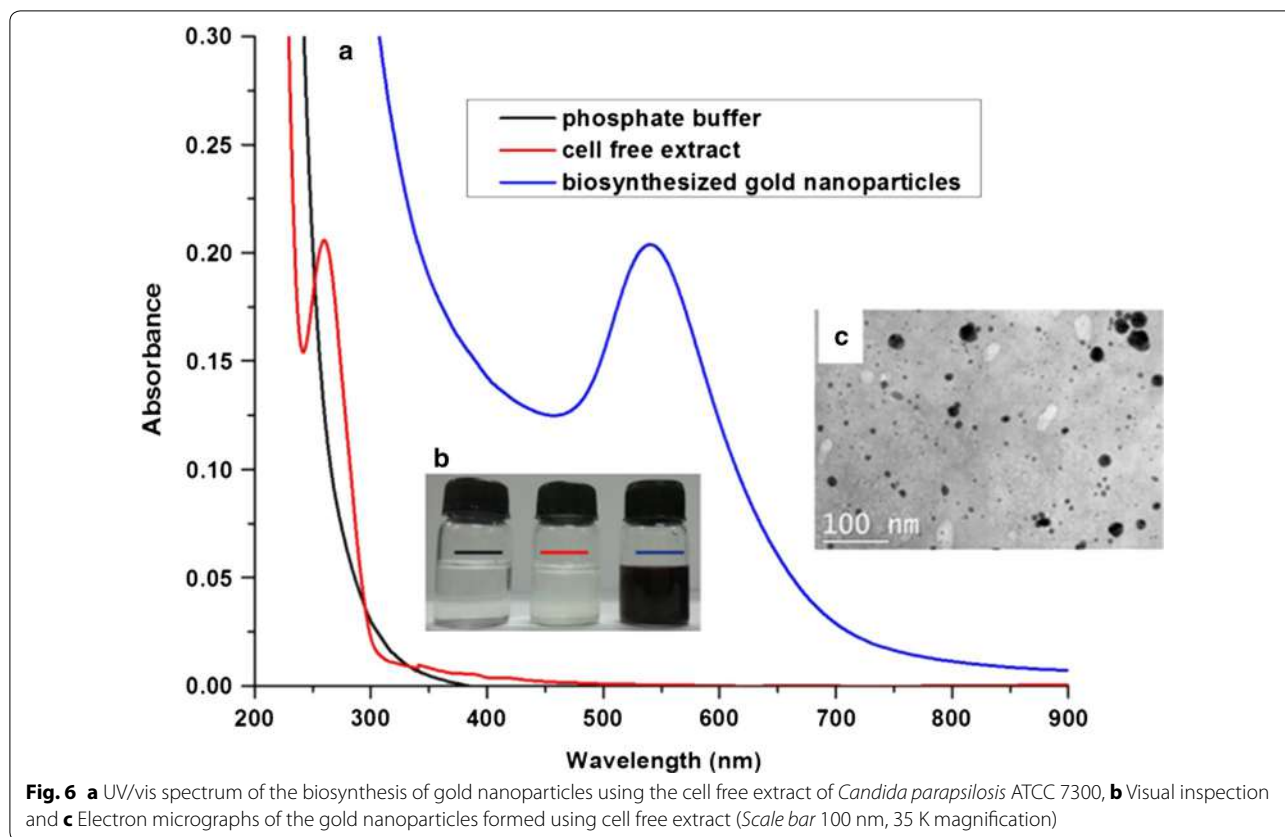 0.30
0.25
0.20
0.15
0.10
0.05
0.00
Absorbance
a
phosphate buffer
cell free extract
biosynthesized gold nanoparticles
b
c
100 nm
200 300 400 500 600 700 800 900
Wavelength (nm)
Fig. 6 a UV/vis spectrum of the biosynthesis of gold nanoparticles using the cell free extract of Candida parapsilosis ATCC 7300, b Visual inspection
and c Electron micrographs of the gold nanoparticles formed using cell free extract (Scale bar 100 nm, 35 K magnification)